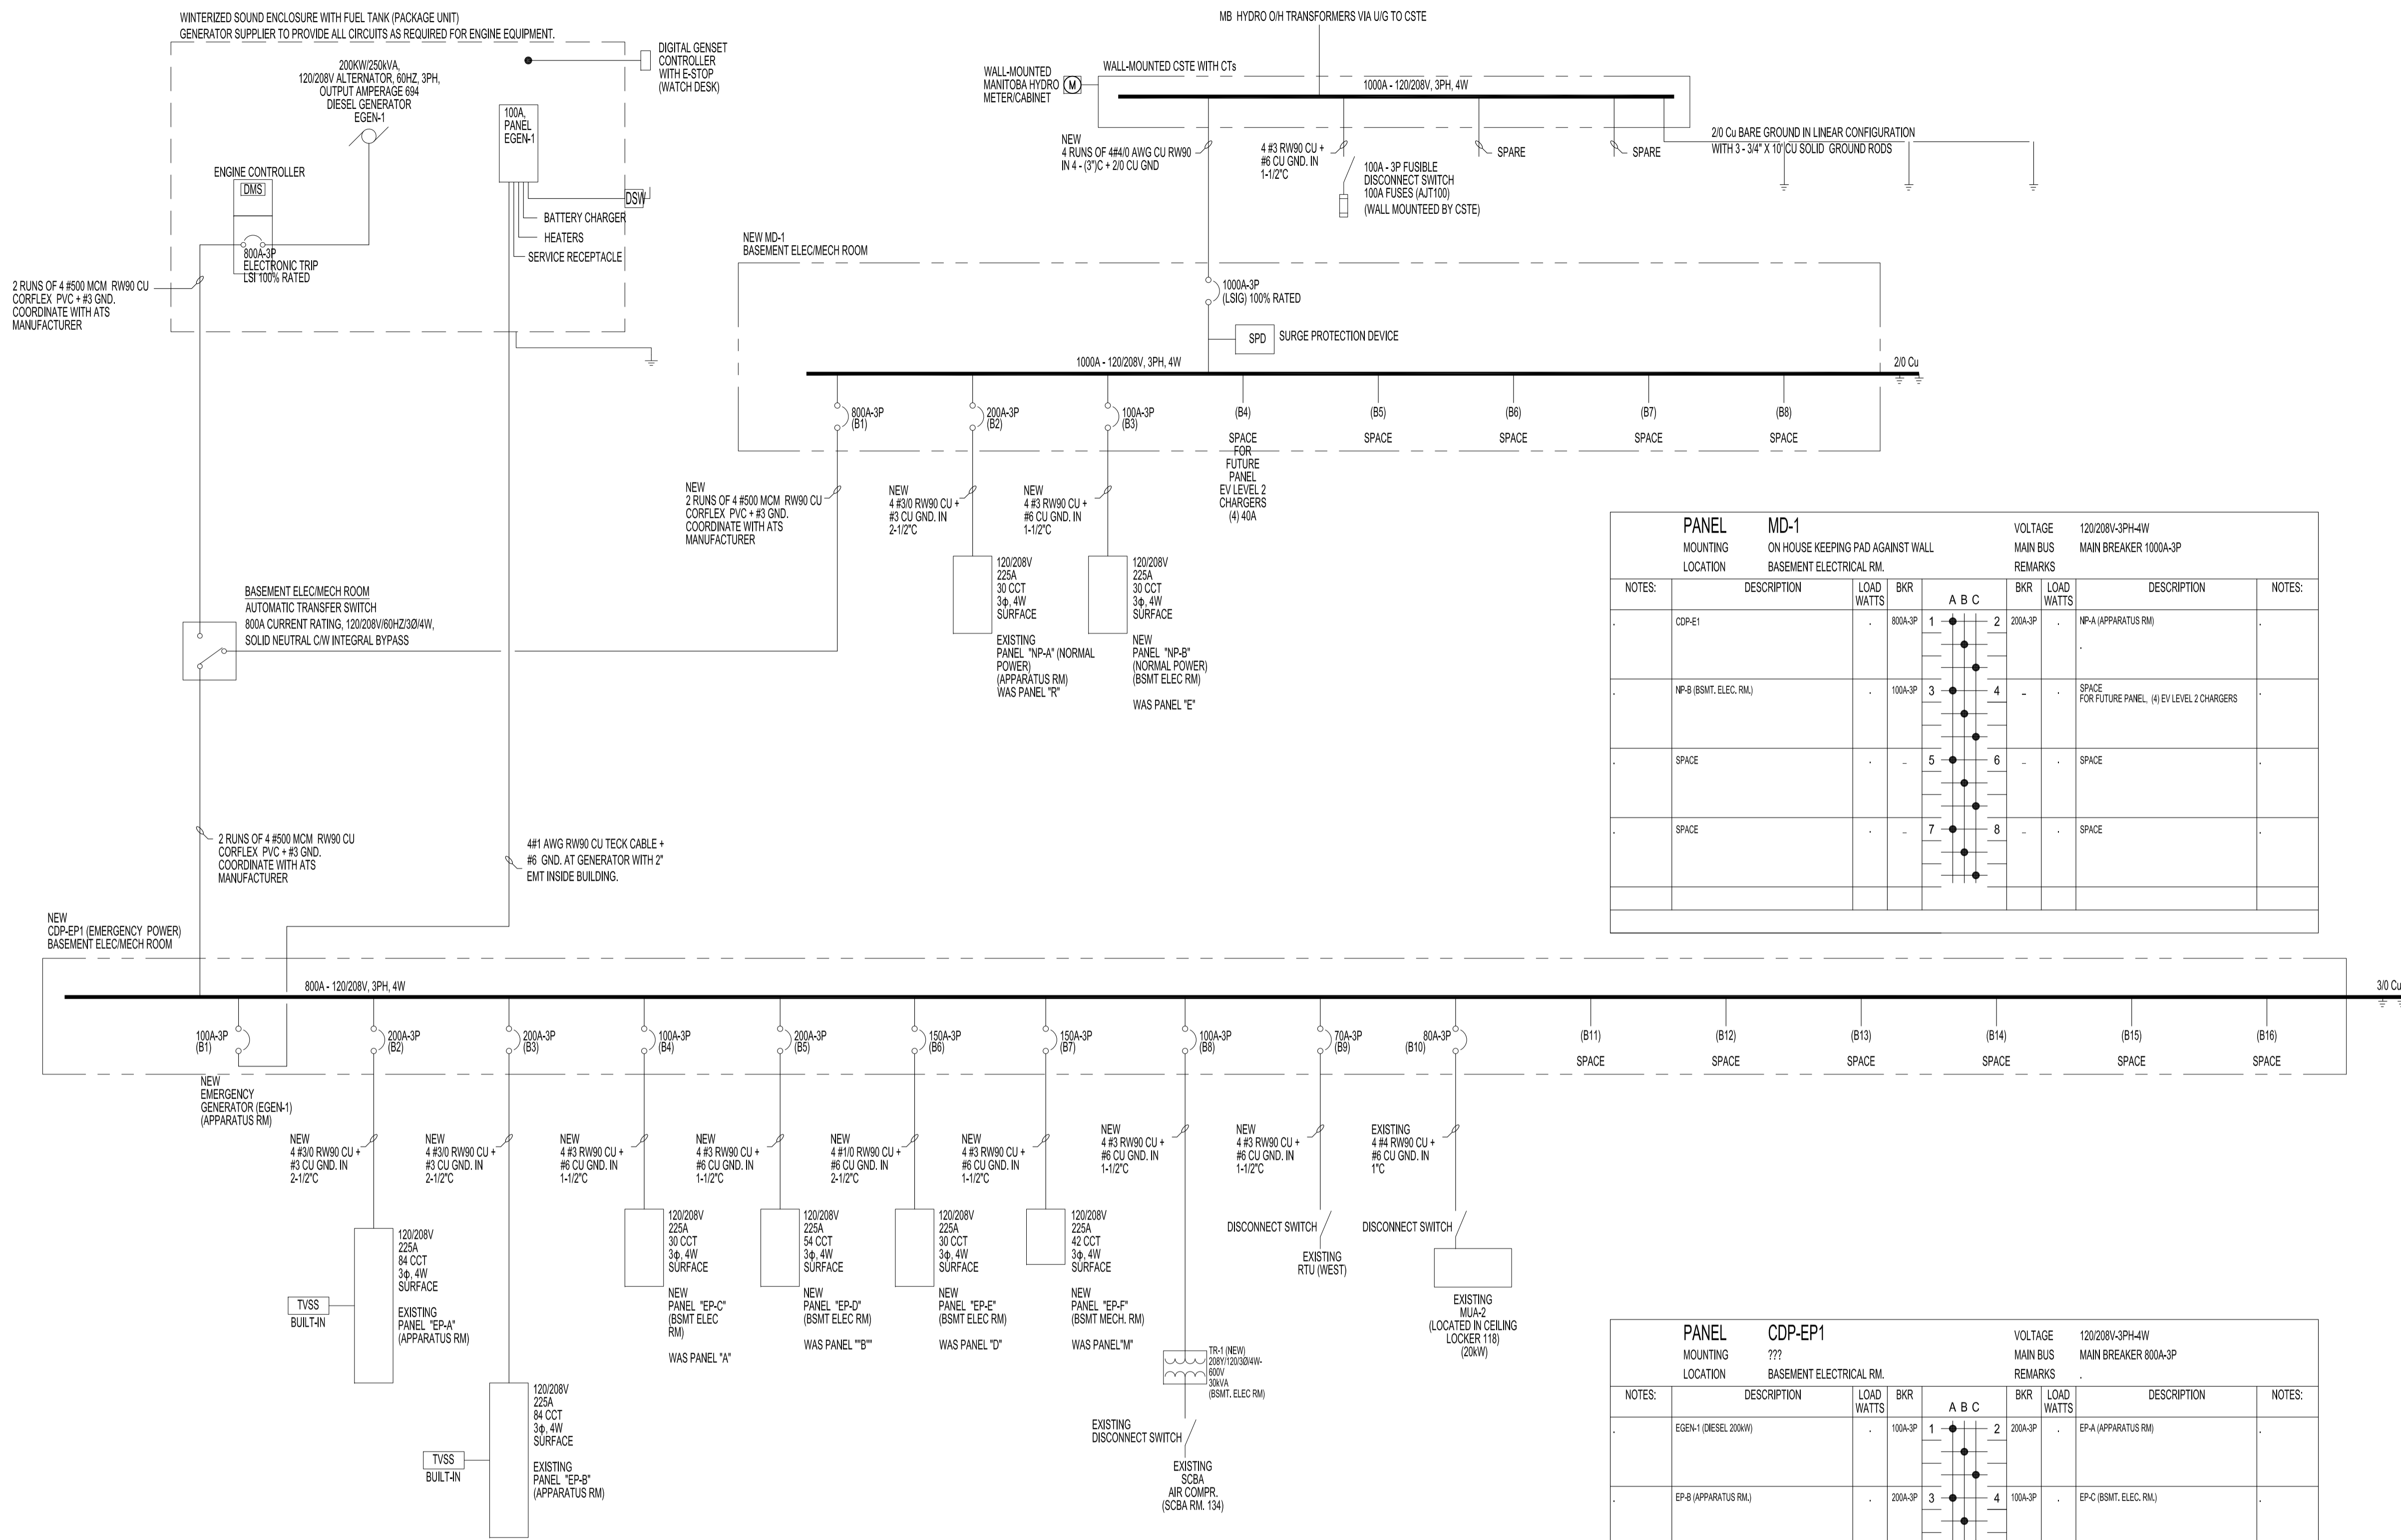 WINTERIZED SOUND ENCLOSURE WITH FUEL TANK (PACKAGE UNIT)
GENERATOR SUPPLIER TO PROVIDE ALL CIRCUITS AS REQUIRED FOR ENGINE EQUIPMENT.
200KW/250kVA,
120/208V ALTERNATOR, 60HZ, 3PH,
OUTPUT AMPERAGE 694
DIESEL GENERATOR
EGEN-1
DIGITAL GENSET
CONTROLLER
WITH E-STOP
(WATCH DESK)
100A,
PANEL
EGEN-1
ENGINE CONTROLLER
DMS
800A-3P
ELECTRONIC TRIP
LSI 100% RATED
DSW
BATTERY CHARGER
HEATERS
SERVICE RECEPTACLE
2 RUNS OF 4 #500 MCM RW90 CU
CORFLEX PVC + #3 GND.
COORDINATE WITH ATS
MANUFACTURER
MB HYDRO O/H TRANSFORMERS VIA U/G TO CSTE
WALL-MOUNTED
MANITOBA HYDRO
METER/CABINET
M
WALL-MOUNTED CSTE WITH CTs
1000A - 120/208V, 3PH, 4W
NEW
4 RUNS OF 4#4/0 AWG CU RW90
IN 4 - (3")C + 2/0 CU GND
4 #3 RW90 CU +
#6 CU GND. IN
1-1/2"C
100A - 3P FUSIBLE
DISCONNECT SWITCH
100A FUSES (AJT100)
(WALL MOUNTEED BY CSTE)
SPARE
SPARE
2/0 Cu BARE GROUND IN LINEAR CONFIGURATION
WITH 3 - 3/4" X 10' CU SOLID GROUND RODS
NEW MD-1
BASEMENT ELEC/MECH ROOM
1000A-3P
(LSIG) 100% RATED
SPD
SURGE PROTECTION DEVICE
1000A - 120/208V, 3PH, 4W
2/0 Cu
800A-3P
(B1)
200A-3P
(B2)
100A-3P
(B3)
(B4)
SPACE
FOR
FUTURE
PANEL
EV LEVEL 2
CHARGERS
(4) 40A
(B5)
SPACE
(B6)
SPACE
(B7)
SPACE
(B8)
SPACE
NEW
2 RUNS OF 4 #500 MCM RW90 CU
CORFLEX PVC + #3 GND.
COORDINATE WITH ATS
MANUFACTURER
NEW
4 #3/0 RW90 CU +
#3 CU GND. IN
2-1/2"C
NEW
4 #3 RW90 CU +
#6 CU GND. IN
1-1/2"C
120/208V
225A
30 CCT
3ϕ, 4W
SURFACE
EXISTING
PANEL "NP-A" (NORMAL
POWER)
(APPARATUS RM)
WAS PANEL "R"
120/208V
225A
30 CCT
3ϕ, 4W
SURFACE
NEW
PANEL "NP-B"
(NORMAL POWER)
(BSMT ELEC RM)
WAS PANEL "E"
BASEMENT ELEC/MECH ROOM
AUTOMATIC TRANSFER SWITCH
800A CURRENT RATING, 120/208V/60HZ/3Ø/4W,
SOLID NEUTRAL C/W INTEGRAL BYPASS
2 RUNS OF 4 #500 MCM RW90 CU
CORFLEX PVC + #3 GND.
COORDINATE WITH ATS
MANUFACTURER
4#1 AWG RW90 CU TECK CABLE +
#6 GND. AT GENERATOR WITH 2"
EMT INSIDE BUILDING.
PANEL MD-1 VOLTAGE 120/208V-3PH-4W
MOUNTING ON HOUSE KEEPING PAD AGAINST WALL MAIN BUS MAIN BREAKER 1000A-3P
LOCATION BASEMENT ELECTRICAL RM. REMARKS
NOTES: DESCRIPTION LOAD WATTS BKR A B C BKR LOAD WATTS DESCRIPTION NOTES:
. CDP-E1 . 800A-3P 1 2 200A-3P . NP-A (APPARATUS RM) .
.
. NP-B (BSMT. ELEC. RM.) . 100A-3P 3 4 - . SPACE .
FOR FUTURE PANEL, (4) EV LEVEL 2 CHARGERS
. SPACE . - 5 6 - . SPACE .
. SPACE . - 7 8 - . SPACE .
NEW
CDP-EP1 (EMERGENCY POWER)
BASEMENT ELEC/MECH ROOM
800A - 120/208V, 3PH, 4W
3/0 Cu
100A-3P
(B1)
200A-3P
(B2)
200A-3P
(B3)
100A-3P
(B4)
200A-3P
(B5)
150A-3P
(B6)
150A-3P
(B7)
100A-3P
(B8)
70A-3P
(B9)
80A-3P
(B10)
(B11)
SPACE
(B12)
SPACE
(B13)
SPACE
(B14)
SPACE
(B15)
SPACE
(B16)
SPACE
NEW
EMERGENCY
GENERATOR (EGEN-1)
(APPARATUS RM)
NEW
4 #3/0 RW90 CU +
#3 CU GND. IN
2-1/2"C
NEW
4 #3/0 RW90 CU +
#3 CU GND. IN
2-1/2"C
NEW
4 #3 RW90 CU +
#6 CU GND. IN
1-1/2"C
NEW
4 #3 RW90 CU +
#6 CU GND. IN
1-1/2"C
NEW
4 #1/0 RW90 CU +
#6 CU GND. IN
2-1/2"C
NEW
4 #3 RW90 CU +
#6 CU GND. IN
1-1/2"C
NEW
4 #3 RW90 CU +
#6 CU GND. IN
1-1/2"C
NEW
4 #3 RW90 CU +
#6 CU GND. IN
1-1/2"C
EXISTING
4 #4 RW90 CU +
#6 CU GND. IN
1"C
TVSS
BUILT-IN
120/208V
225A
84 CCT
3ϕ, 4W
SURFACE
EXISTING
PANEL "EP-A"
(APPARATUS RM)
TVSS
BUILT-IN
120/208V
225A
84 CCT
3ϕ, 4W
SURFACE
EXISTING
PANEL "EP-B"
(APPARATUS RM)
120/208V
225A
30 CCT
3ϕ, 4W
SURFACE
NEW
PANEL "EP-C"
(BSMT ELEC
RM)
WAS PANEL "A"
120/208V
225A
54 CCT
3ϕ, 4W
SURFACE
NEW
PANEL "EP-D"
(BSMT ELEC RM)
WAS PANEL ""B""
120/208V
225A
30 CCT
3ϕ, 4W
SURFACE
NEW
PANEL "EP-E"
(BSMT ELEC RM)
WAS PANEL "D"
120/208V
225A
42 CCT
3ϕ, 4W
SURFACE
NEW
PANEL "EP-F"
(BSMT MECH. RM)
WAS PANEL"M"
TR-1 (NEW)
208Y/120/3Ø/4W-
600V
30kVA
(BSMT. ELEC RM)
EXISTING
DISCONNECT SWITCH
EXISTING
SCBA
AIR COMPR.
(SCBA RM. 134)
DISCONNECT SWITCH
EXISTING
RTU (WEST)
DISCONNECT SWITCH
EXISTING
MUA-2
(LOCATED IN CEILING
LOCKER 118)
(20kW)
PANEL CDP-EP1 VOLTAGE 120/208V-3PH-4W
MOUNTING ??? MAIN BUS MAIN BREAKER 800A-3P
LOCATION BASEMENT ELECTRICAL RM. REMARKS .
NOTES: DESCRIPTION LOAD WATTS BKR A B C BKR LOAD WATTS DESCRIPTION NOTES:
. EGEN-1 (DIESEL 200kW) . 100A-3P 1 2 200A-3P . EP-A (APPARATUS RM) .
. EP-B (APPARATUS RM.) . 200A-3P 3 4 100A-3P . EP-C (BSMT. ELEC. RM.) .